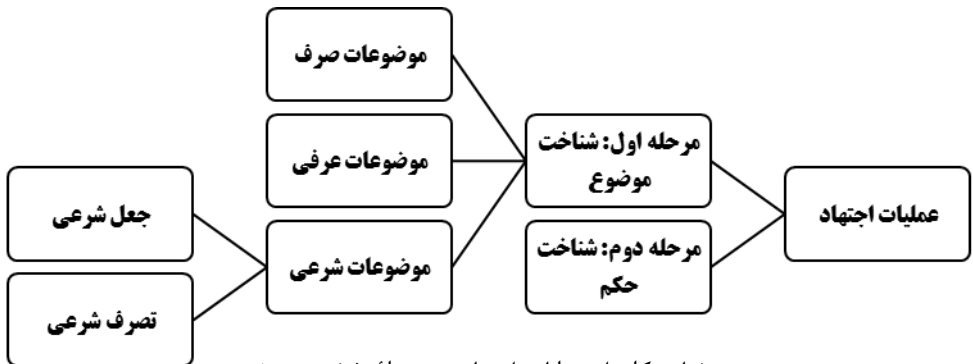 عملیات اجتهاد
مرحله اول: شناخت
موضوع
مرحله دوم: شناخت
حکم
موضوعات صرف
موضوعات عرفی
موضوعات شرعی
جعل شرعی
تصرف شرعی